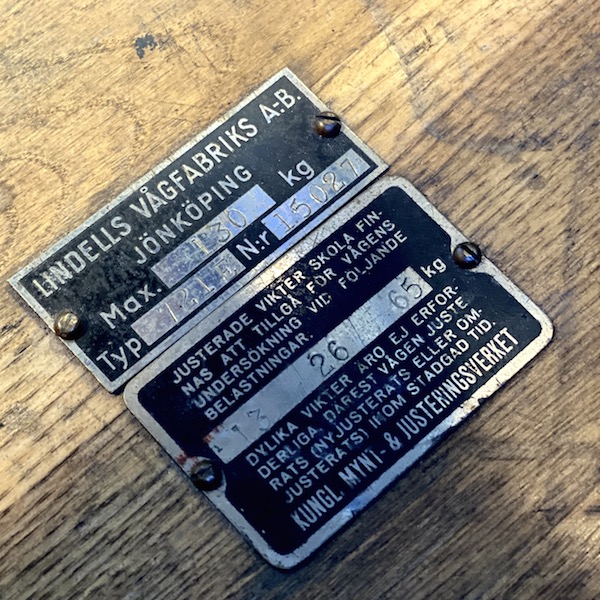 LINDELLS VÅGFABRIKS A-B.
JÖNKÖPING
Max. 130 kg
Typ N:r 15027
JUSTERADE VIKTER SKOLA FIN-
NAS ATT TILLGÅ FÖR VÅGENS
UNDERSÖKNING VID FÖLJANDE
BELASTNINGAR.
13 26 65 kg
DYLIKA VIKTER ÄRO EJ ERFOR-
DERLIGA, DÄREST VÅGEN JUSTE-
RATS (NYJUSTERATS ELLER OM-
JUSTERATS) INOM STADGAD TID.
KUNGL. MYNT- & JUSTERINGSVERKET